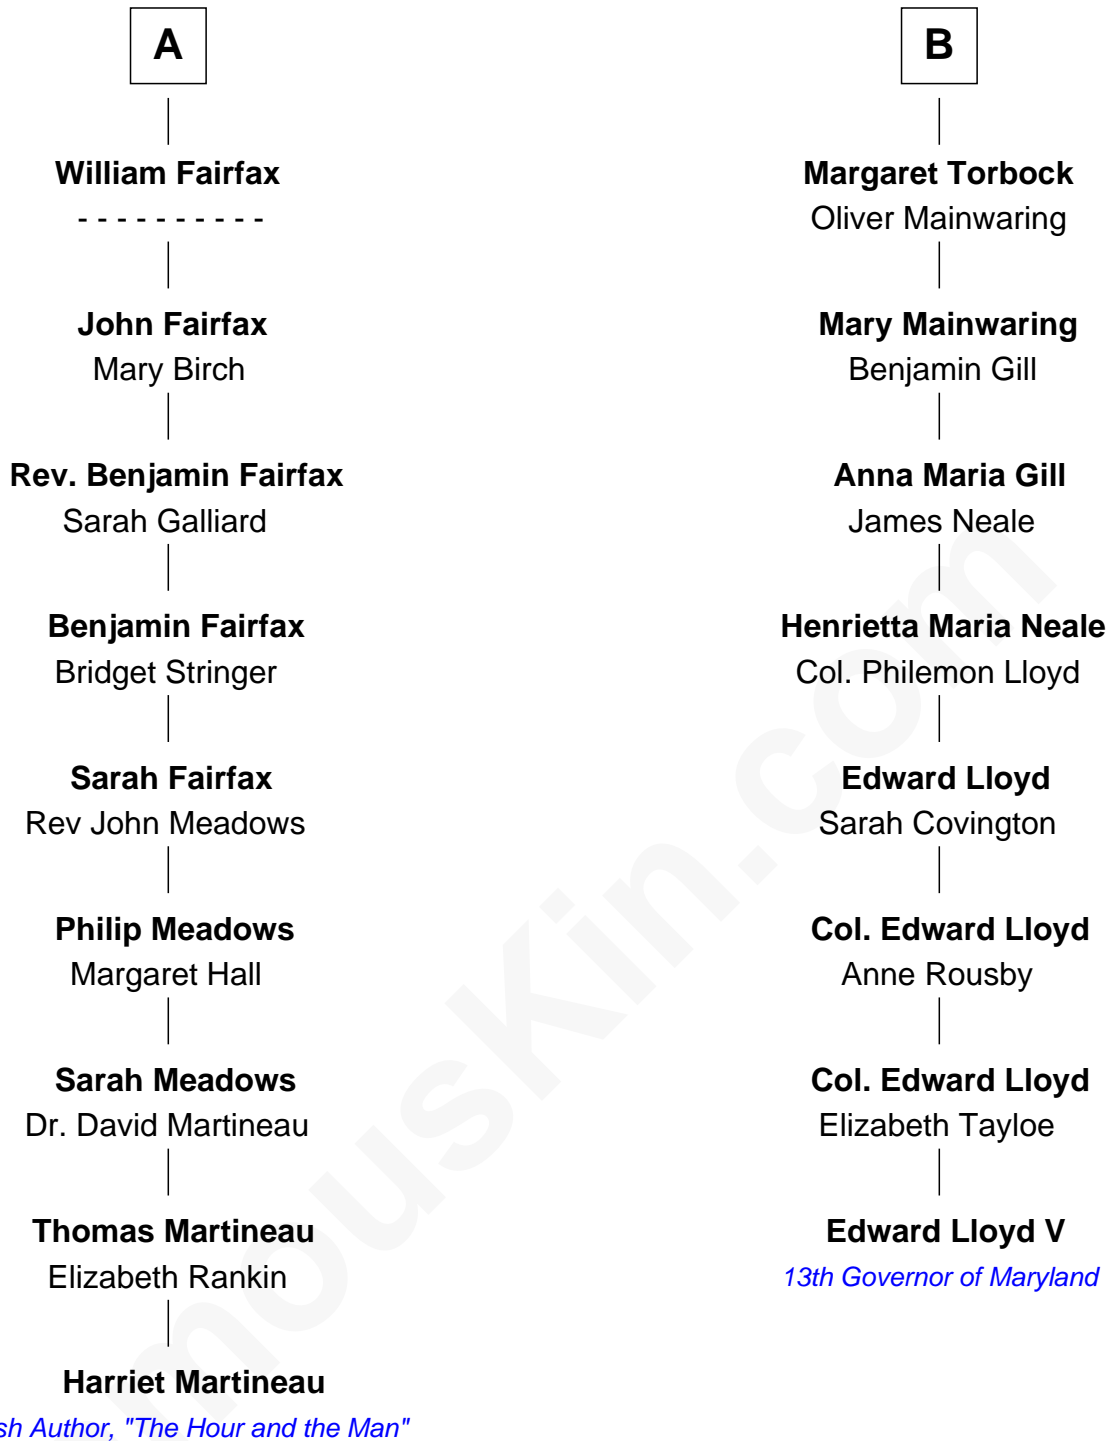 A
William Fairfax
- - - - - - - - - -
John Fairfax
Mary Birch
Rev. Benjamin Fairfax
Sarah Galliard
Benjamin Fairfax
Bridget Stringer
Sarah Fairfax
Rev John Meadows
Philip Meadows
Margaret Hall
Sarah Meadows
Dr. David Martineau
Thomas Martineau
Elizabeth Rankin
Harriet Martineau
sh Author, "The Hour and the Man"
B
Margaret Torbock
Oliver Mainwaring
Mary Mainwaring
Benjamin Gill
Anna Maria Gill
James Neale
Henrietta Maria Neale
Col. Philemon Lloyd
Edward Lloyd
Sarah Covington
Col. Edward Lloyd
Anne Rousby
Col. Edward Lloyd
Elizabeth Tayloe
Edward Lloyd V
13th Governor of Maryland
mouskin.com